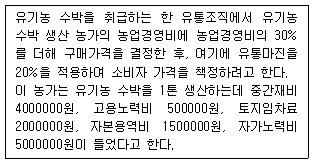 유기농 수박을 취급하는 한 유통조직에서 유기농
수박 생산 농가의 농업경영비에 농업경영비의 30%
를 더해 구매가격을 결정한 후, 여기에 유통마진을
20%을 적용하여 소비자 가격을 책정하려고 한다.
이 농가는 유기농 수박을 1톤 생산하는데 중간재비
4000000원, 고용노력비 500000원, 토지임차료
2000000원, 자본용역비 1500000원, 자가노력비
5000000원이 들었다고 한다.